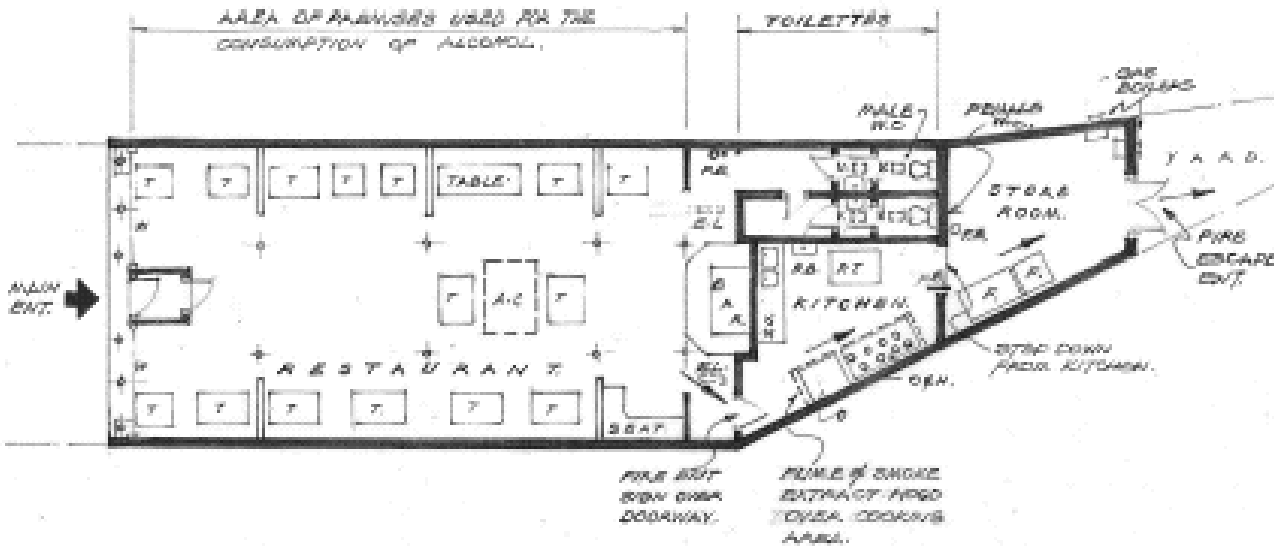 AREA OF PREMISES USED FOR THE
CONSUMPTION OF ALCOHOL.
TOILETTES
GAS
BOILERS
MALE
W.C
FEMALE
W.C.
YARD.
T
T
T
T
TABLE
T
T
F.B.
STORE
ROOM.
E.L
F.B.
FIRE
ESCAPE
ENT.
MAIN
ENT.
T
A.C
T
BAR
F.B.
P.T
KITCHEN.
RESTAURANT.
E.L.
STEP DOWN
FROM KITCHEN.
T
T
T
T
T
T
SEAT
FIRE EXIT
SIGN OVER
DOORWAY.
FUME & SMOKE
EXTRACT HOOD
OVER COOKING
AREA.